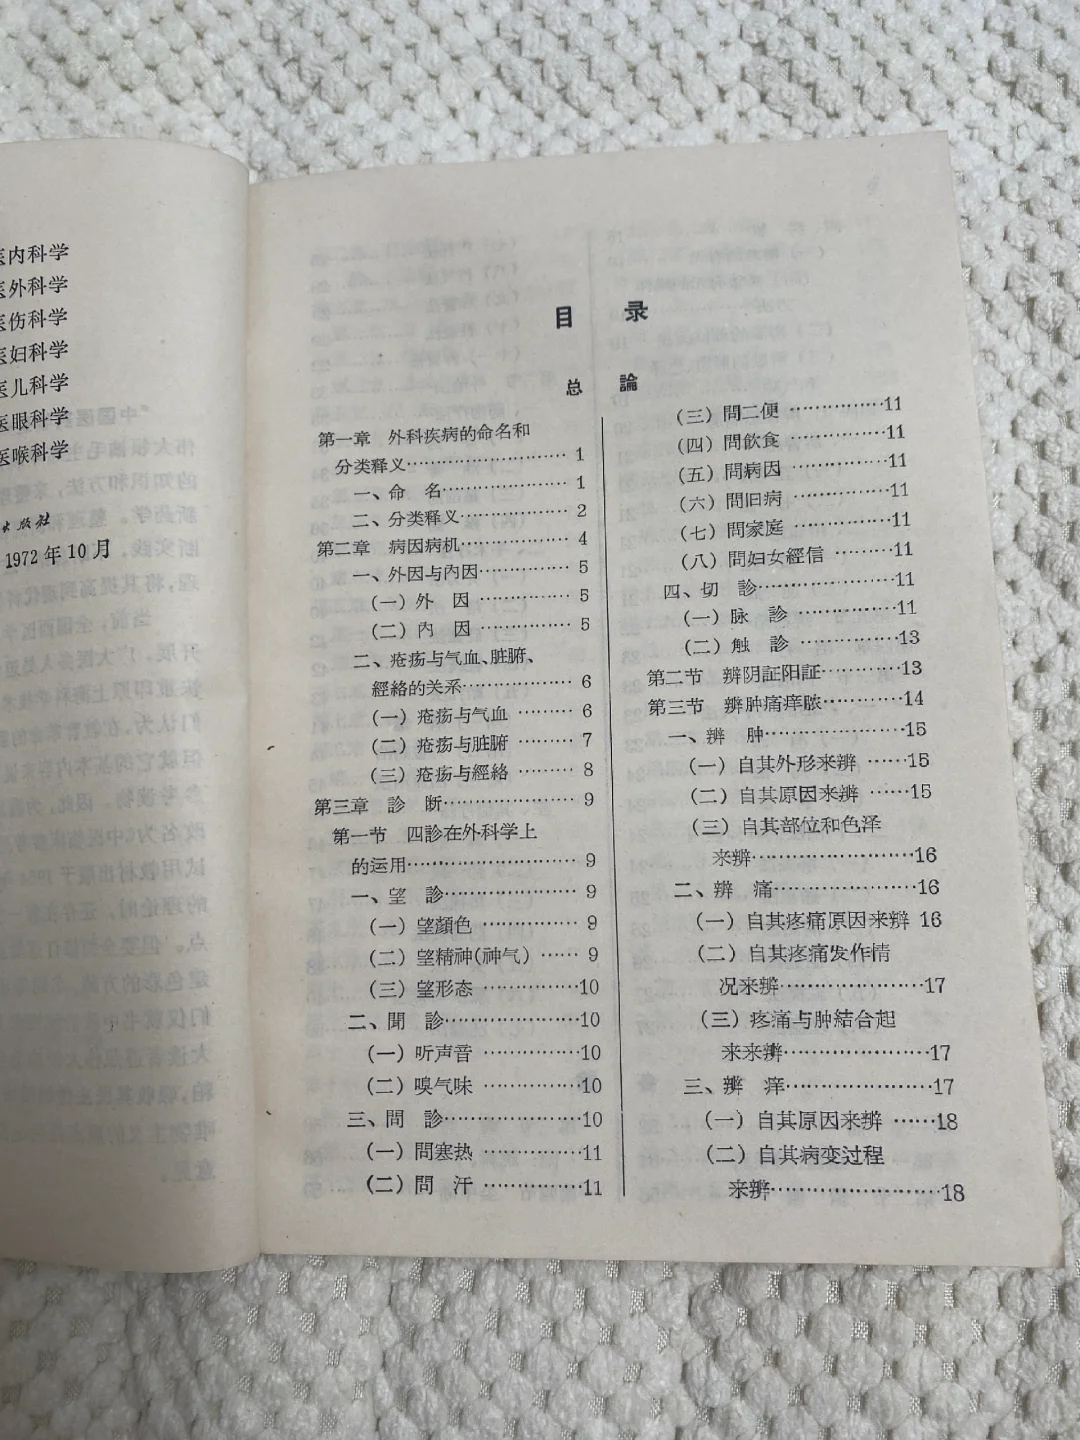 医内科学
医外科学
医伤科学
医妇科学
医儿科学
医眼科学
医喉科学
出版社
1972年10月
目 录
总 論
第一章 外科疾病的命名和
分类释义……………………… 1
一、命 名………………… 1
二、分类释义……………… 2
第二章 病因病机…………… 4
一、外因与內因…………… 5
（一）外 因 …………… 5
（二）內 因 …………… 5
二、疮疡与气血、脏腑、
經絡的关系……………… 6
（一）疮疡与气血 ……… 6
（二）疮疡与脏腑 ……… 7
（三）疮疡与經絡 ……… 8
第三章 診 断……………… 9
第一节 四診在外科学上
的运用……………………… 9
一、望 診………………… 9
（一）望顏色 …………… 9
（二）望精神(神气) …… 9
（三）望形态 ……………10
二、聞 診…………………10
（一）听声音 ……………10
（二）嗅气味 ……………10
三、問 診…………………10
（一）問寒热 ……………11
（二）問 汗 ……………11
（三）問二便 ……………11
（四）問飲食 ……………11
（五）問病因 ……………11
（六）問旧病 ……………11
（七）問家庭 ……………11
（八）問妇女經信 ………11
四、切 診…………………11
（一）脉 診 ……………11
（二）触 診 ……………13
第二节 辨阴証阳証…………13
第三节 辨肿痛痒脓…………14
一、辨 肿…………………15
（一）自其外形来辨 ……15
（二）自其原因来辨 ……15
（三）自其部位和色泽
来辨……………………16
二、辨 痛…………………16
（一）自其疼痛原因来辨 16
（二）自其疼痛发作情
况来辨…………………17
（三）疼痛与肿結合起
来来辨…………………17
三、辨 痒…………………17
（一）自其原因来辨 ……18
（二）自其病变过程
来辨……………………18